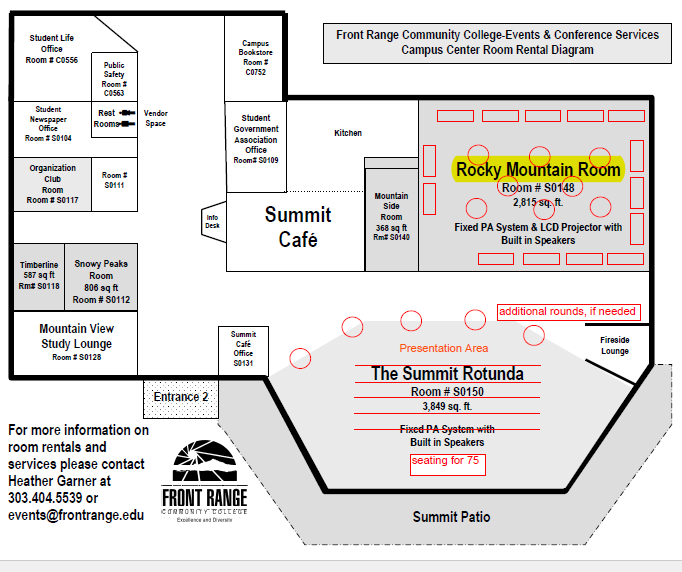 Front Range Community College-Events & Conference Services
Campus Center Room Rental Diagram
Student Life
Office
Room # C0556
Public
Safety
Room #
C0563
Campus
Bookstore
Room #
C0752
Student
Newspaper
Office
Room # S0104
Rest
Rooms
Vendor
Space
Student
Government
Association
Office
Room# S0109
Kitchen
Organization
Club
Room
Room # S0117
Room #
S0111
Rocky Mountain Room
Room # S0148
2,815 sq. ft.
Fixed PA System & LCD Projector with
Built in Speakers
Mountain
Side
Room
368 sq ft
Rm# S0140
Info
Desk
Summit
Café
Timberline
587 sq ft
Rm# S0118
Snowy Peaks
Room
806 sq ft
Room # S0112
Mountain View
Study Lounge
Room # S0128
Summit
Café
Office
S0131
additional rounds, if needed
Fireside
Lounge
Presentation Area
The Summit Rotunda
Room # S0150
3,849 sq. ft.
Fixed PA System with
Built in Speakers
seating for 75
Entrance 2
Summit Patio
For more information on
room rentals and
services please contact
Heather Garner at
303.404.5539 or
events@frontrange.edu
FRONT RANGE
COMMUNITY COLLEGE
Excellence and Diversity